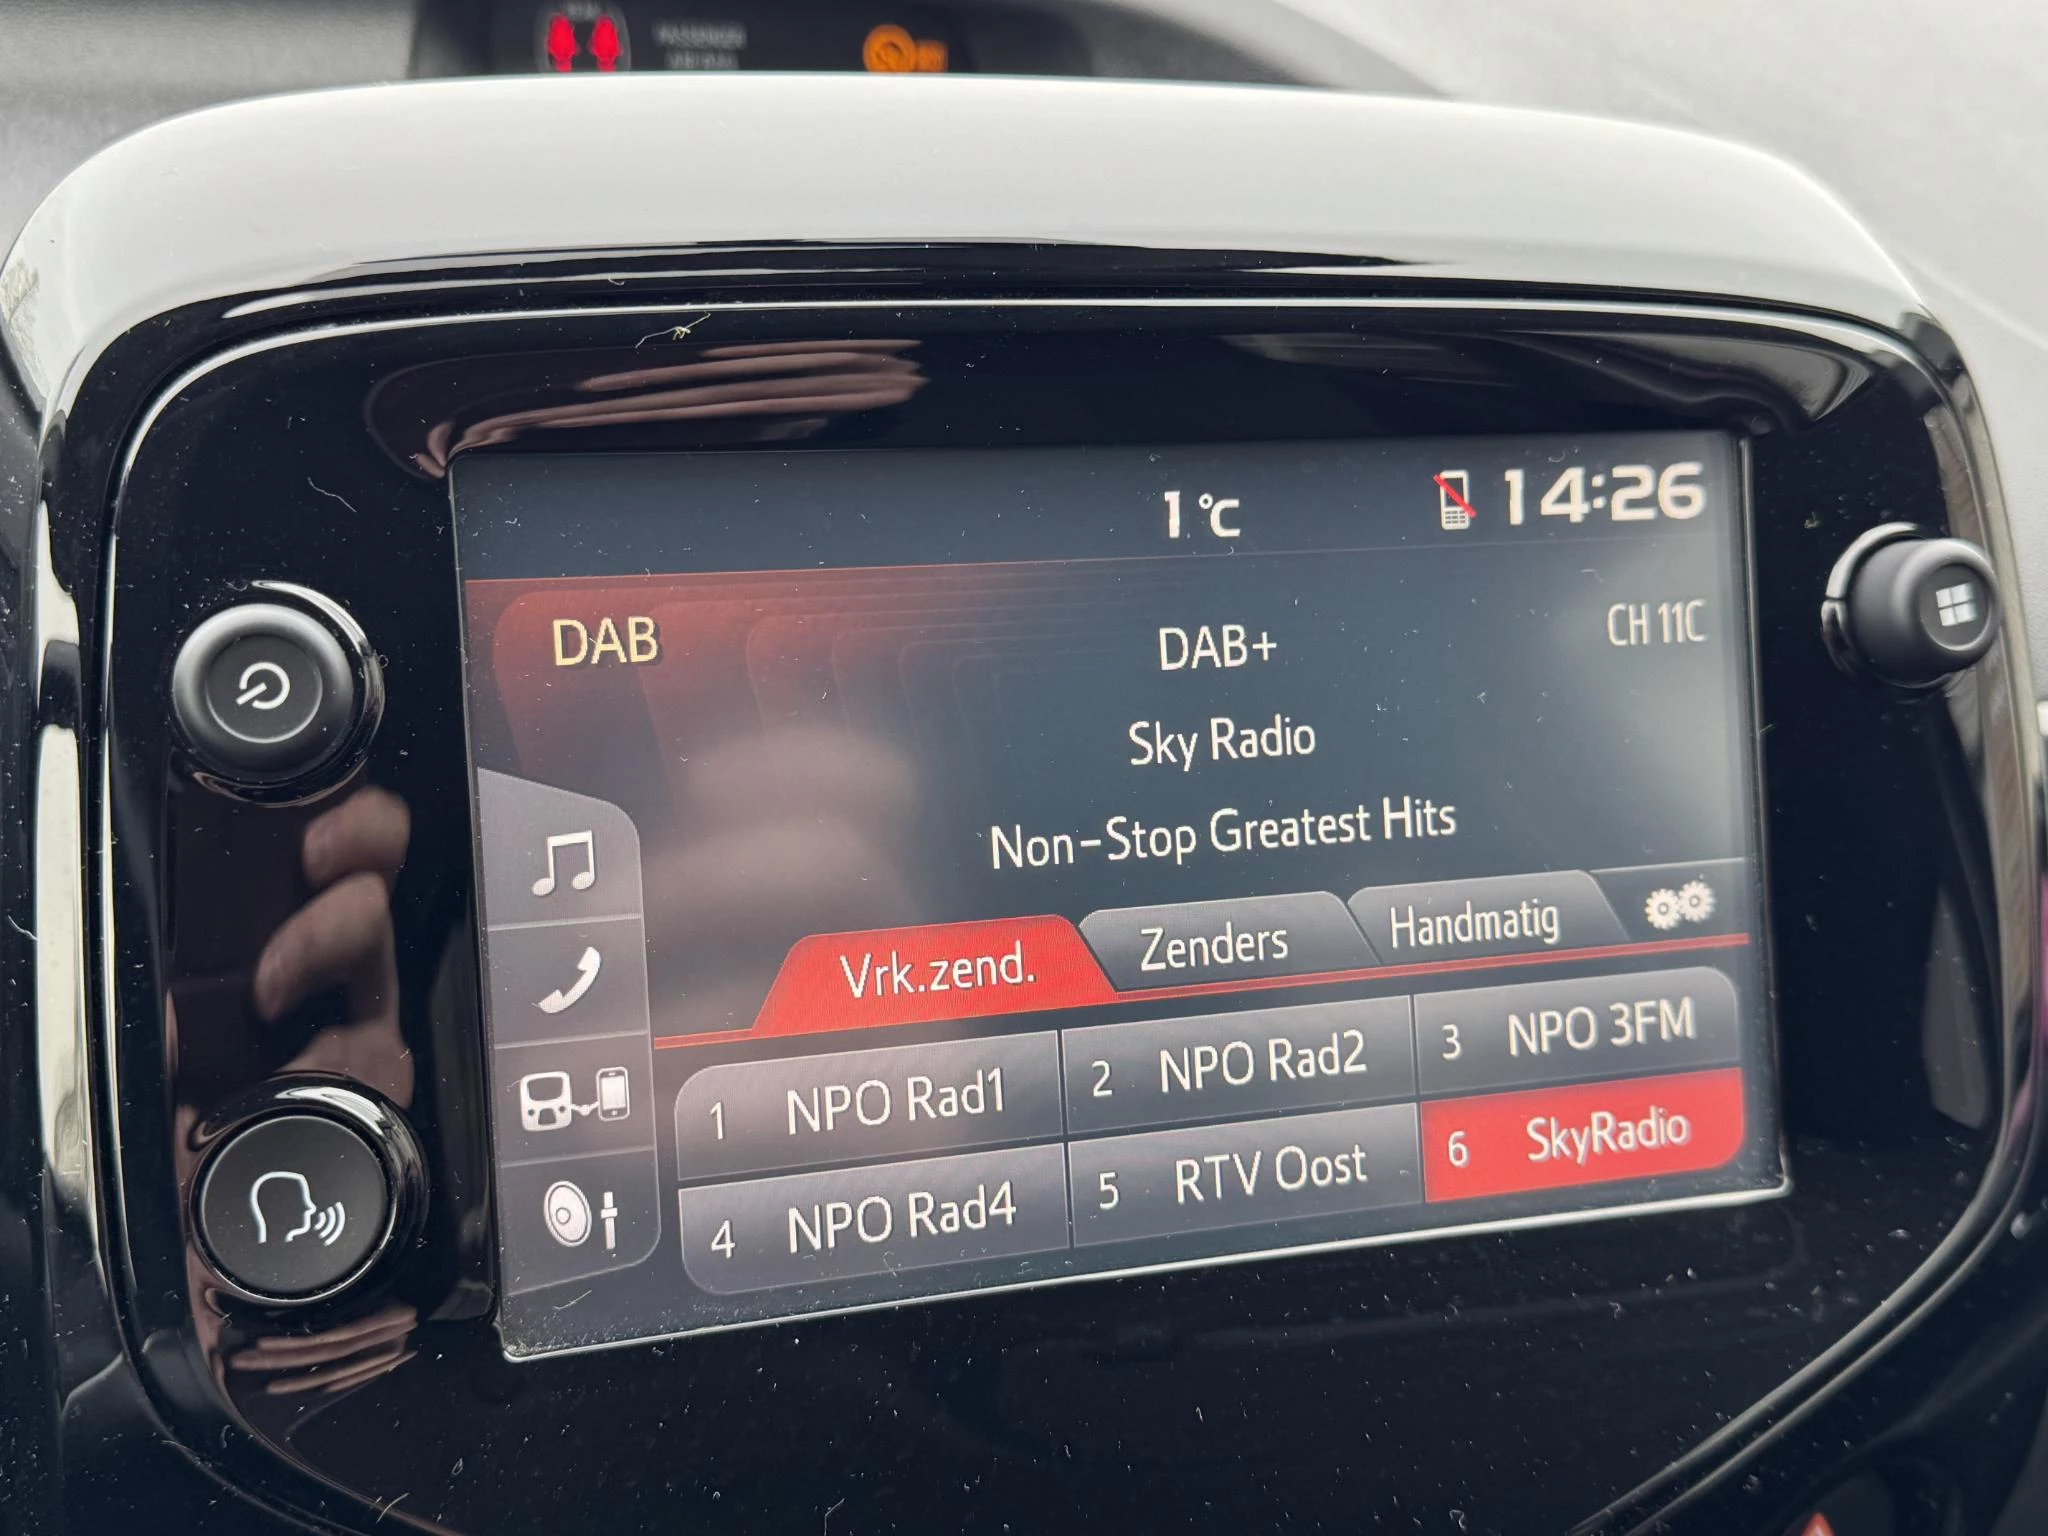 1 °C 14:26
DAB DAB+ CH 11C
Sky Radio
Non-Stop Greatest Hits
Vrk.zend. Zenders Handmatig
1 NPO Rad1 2 NPO Rad2 3 NPO 3FM
4 NPO Rad4 5 RTV Oost 6 SkyRadio